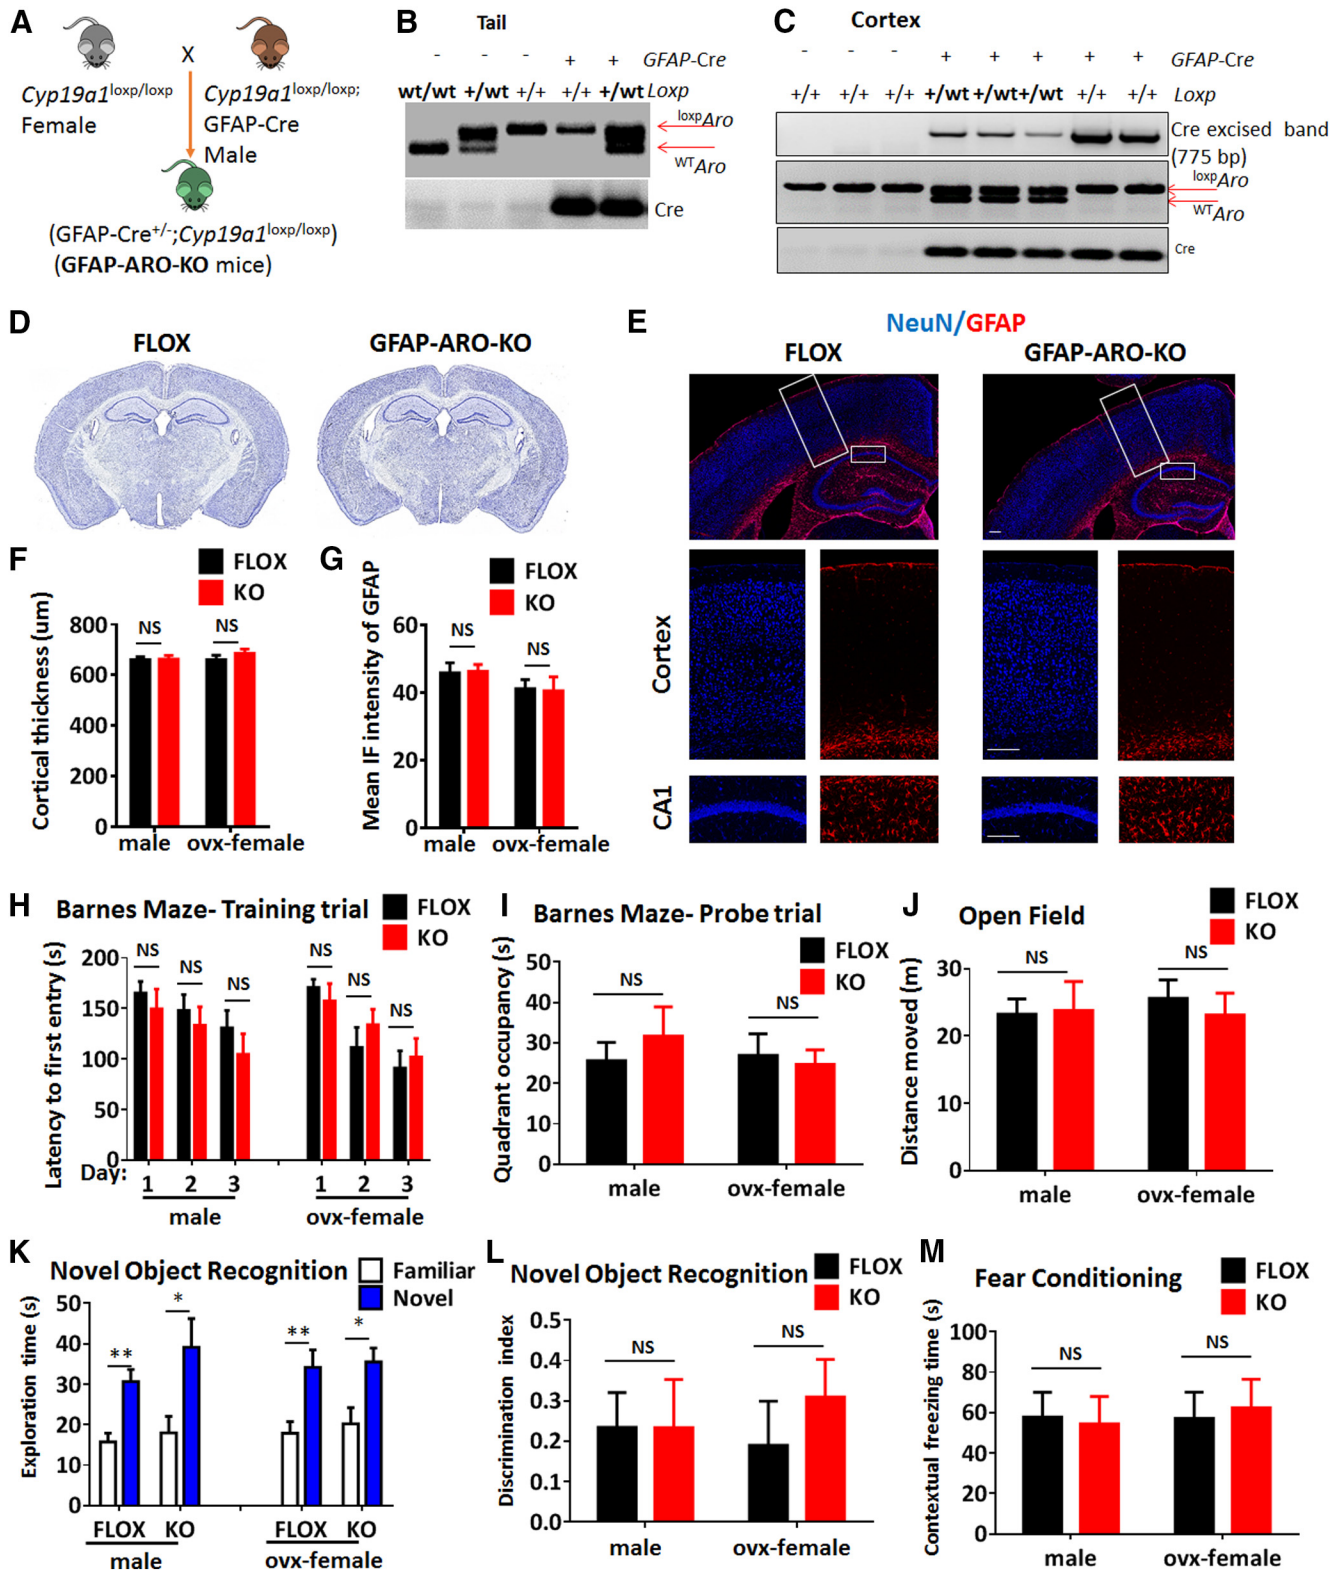 A
X
Cyp19a1loxp/loxp
Female
Cyp19a1loxp/loxp;
GFAP-Cre
Male
(GFAP-Cre+/-;Cyp19a1loxp/loxp)
(GFAP-ARO-KO mice)
B
Tail
- - - + + GFAP-Cre
wt/wt +/wt +/+ +/+ +/wt Loxp
loxpAro
WTAro
Cre
C
Cortex
- - - + + + + + GFAP-Cre
+/+ +/+ +/+ +/wt +/wt +/wt +/+ +/+ Loxp
Cre excised band
(775 bp)
loxpAro
WTAro
Cre
D
FLOX
GFAP-ARO-KO
E
NeuN/GFAP
FLOX
GFAP-ARO-KO
Cortex
CA1
F
FLOX
KO
Cortical thickness (um)
800
600
400
200
0
NS
NS
male ovx-female
G
FLOX
KO
Mean IF intensity of GFAP
60
40
20
0
NS
NS
male ovx-female
H
Barnes Maze- Training trial
FLOX
KO
Latency to first entry (s)
200
150
100
50
0
NS NS NS NS NS NS
Day:
1 2 3 1 2 3
male ovx-female
I
Barnes Maze- Probe trial
FLOX
KO
Quadrant occupancy (s)
50
40
30
20
10
0
NS
NS
male ovx-female
J
Open Field
FLOX
KO
Distance moved (m)
30
20
10
0
NS
NS
male ovx-female
K
Novel Object Recognition
Familiar
Novel
Exploration time (s)
50
40
30
20
10
0
** * ** *
FLOX KO FLOX KO
male ovx-female
L
Novel Object Recognition
FLOX
KO
Discrimination index
0.5
0.4
0.3
0.2
0.1
0.0
NS
NS
male ovx-female
M
Fear Conditioning
FLOX
KO
Contextual freezing time (s)
100
80
60
40
20
0
NS
NS
male ovx-female